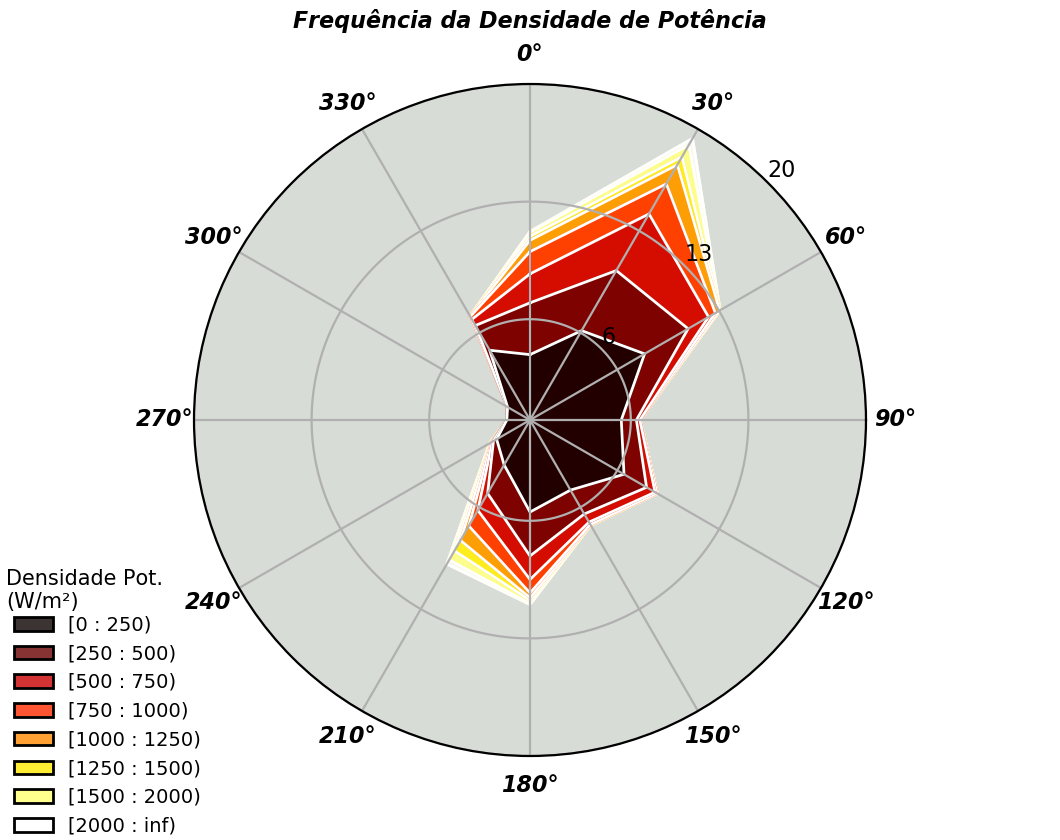 Frequência da Densidade de Potência
0°
330°
30°
20
300°
60°
13
6
270°
90°
Densidade Pot.
(W/m²)
240°
120°
[0 : 250)
[250 : 500)
[500 : 750)
[750 : 1000)
[1000 : 1250)
[1250 : 1500)
[1500 : 2000)
[2000 : inf)
210°
150°
180°